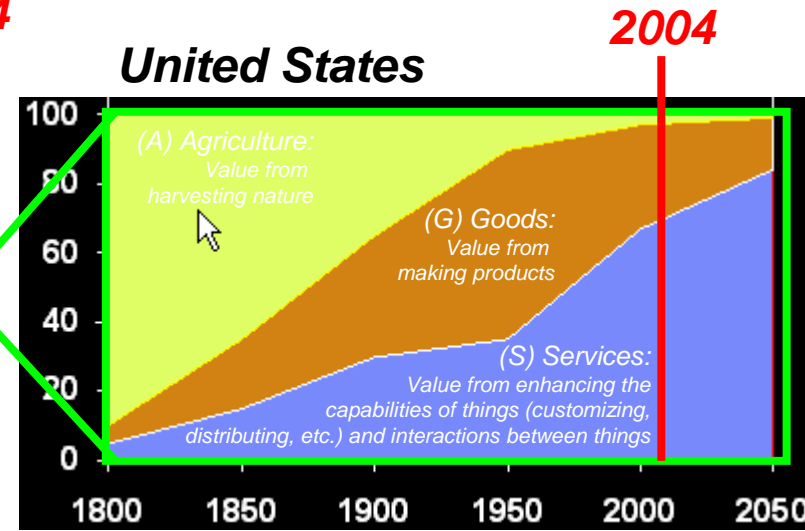 4
2004
United States
100
80
60
40
20
0
(A) Agriculture:
Value from
harvesting nature
(G) Goods:
Value from
making products
(S) Services:
Value from enhancing the
capabilities of things (customizing,
distributing, etc.) and interactions between things
1800 1850 1900 1950 2000 2050